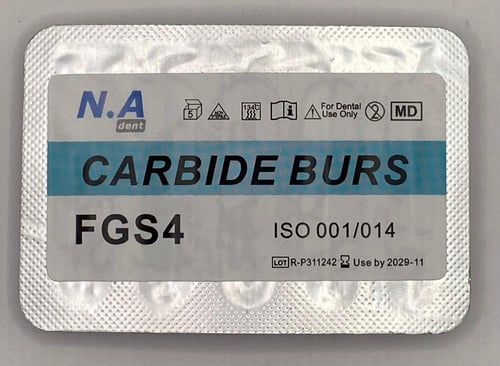 N.A
dent
5
134°C
For Dental
Use Only
2
MD
CARBIDE BURS
FGS4
ISO 001/014
LOT R-P311242 Use by 2029-11